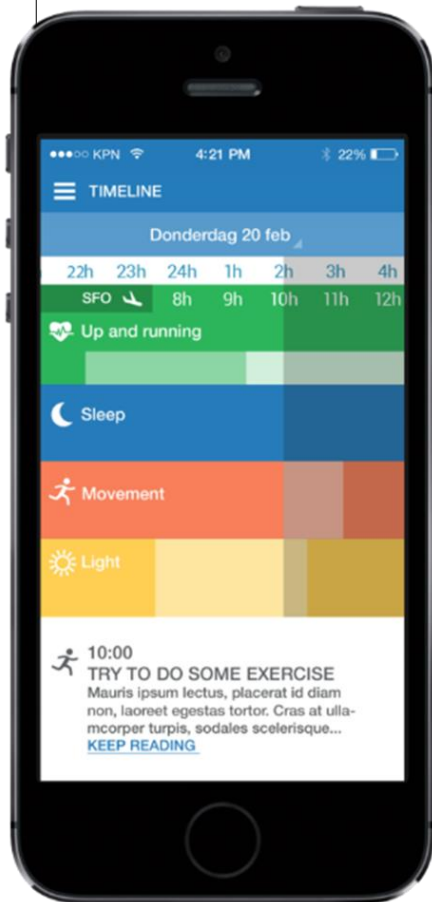 KPN 4:21 PM 22%
TIMELINE
Donderdag 20 feb
22h 23h 24h 1h 2h 3h 4h
SFO 8h 9h 10h 11h 12h
Up and running
Sleep
Movement
Light
10:00
TRY TO DO SOME EXERCISE
Mauris ipsum lectus, placerat id diam
non, laoreet egestas tortor. Cras at ulla-
mcorper turpis, sodales scelerisque...
KEEP READING